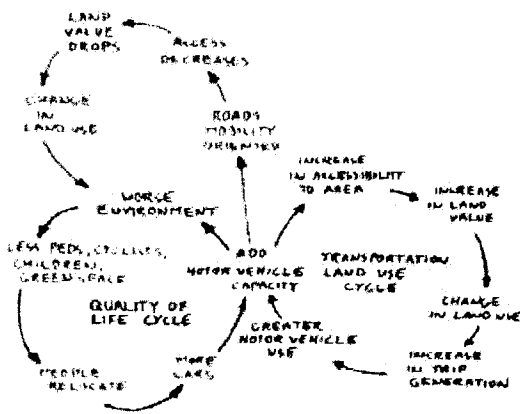 LAND
VALUE
DROPS
ACCESS
DECREASES
CHANGE
IN
LAND USE
ROADS
MOBILITY
ORIENTED
WORSE
ENVIRONMENT
INCREASE
IN ACCESSIBILITY
TO AREA
INCREASE
IN LAND
VALUE
LESS PEDS, CYCLISTS,
CHILDREN,
GREENSPACE
ADD
MOTOR VEHICLE
CAPACITY
TRANSPORTATION
LAND USE
CYCLE
QUALITY OF
LIFE CYCLE
CHANGE
IN LAND USE
GREATER
MOTOR VEHICLE
USE
INCREASE
IN TRIP
GENERATION
MORE
CARS
PEOPLE
RELOCATE